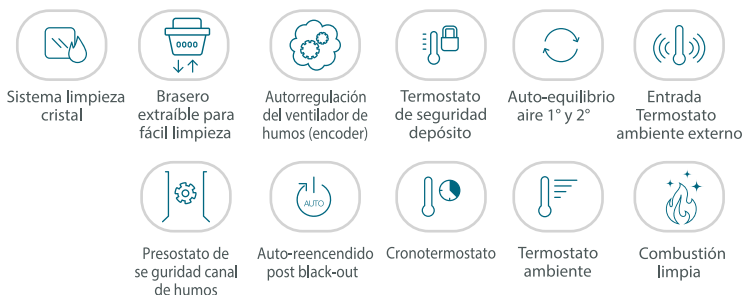 Sistema limpieza
cristal
Brasero
extraíble para
fácil limpieza
Autorregulación
del ventilador de
humos (encoder)
Termostato
de seguridad
depósito
Auto-equilibrio
aire 1° y 2°
Entrada
Termostato
ambiente externo
Presostato de
se guridad canal
de humos
AUTO
Auto-reencendido
post black-out
Cronotermostato
Termostato
ambiente
Combustión
limpia